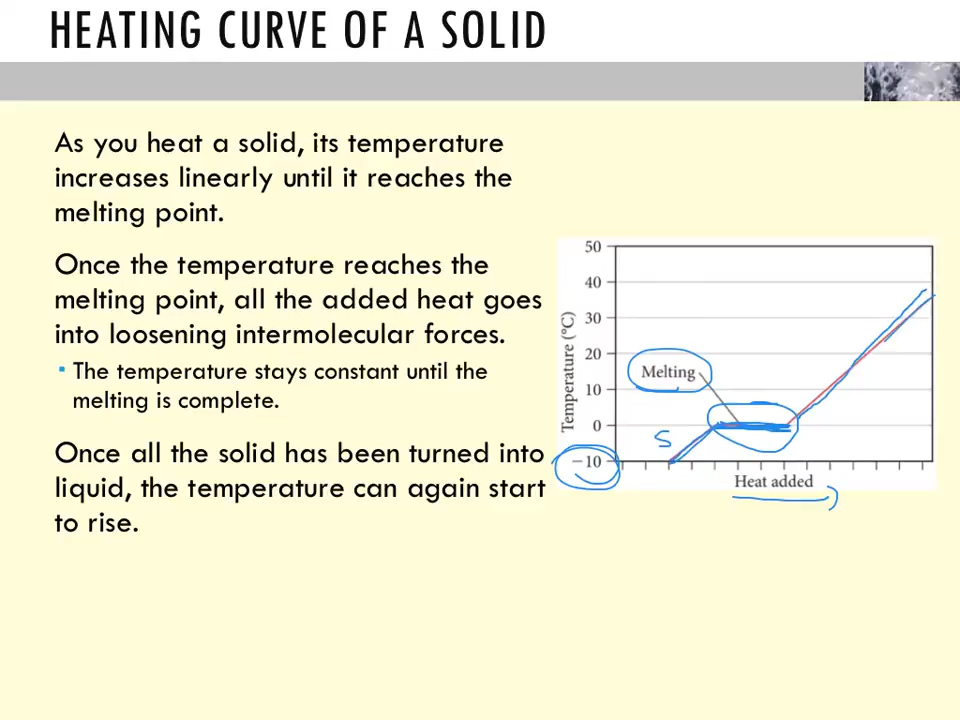 HEATING CURVE OF A SOLID
As you heat a solid, its temperature
increases linearly until it reaches the
melting point.
Once the temperature reaches the
melting point, all the added heat goes
into loosening intermolecular forces.
▪ The temperature stays constant until the
melting is complete.
Once all the solid has been turned into
liquid, the temperature can again start
to rise.
50
40
30
20
10
0
−10
Temperature (°C)
Melting
S
Heat added